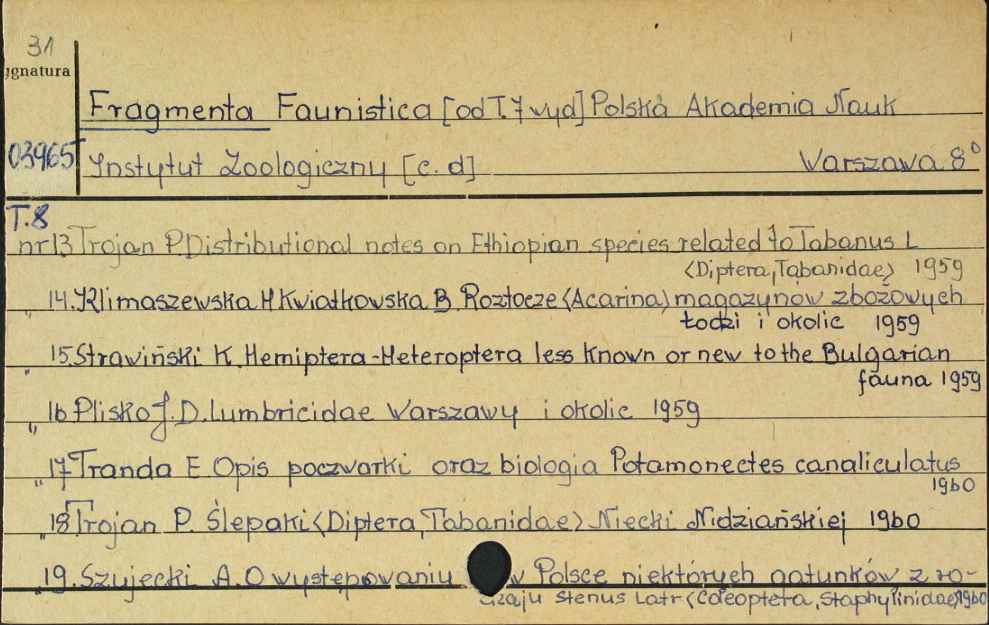 31
ygnatura
Fragmenta Faunistica [od T. 7 wyd] Polska Akademia Nauk
03965
Instytut Zoologiczny [c. d] Warszawa 8°
T. 8
nr 13 Trojan P. Distributional notes on Ethiopian species related to Tabanus L
<Diptera, Tabanidae> 1959
" 14. Klimaszewska H Kwiatkowska B. Roztocze <Acarina> magazynow zbożowych
Łodzi i okolic 1959
" 15. Strawiński K. Hemiptera-Heteroptera less known or new to the Bulgarian
fauna 1959
" 16 Plisko J. D. Lumbricidae Warszawy i okolic 1959
" 17 Tranda E Opis poczwarki oraz biologia Potamonectes canaliculatus
1960
" 18 Trojan P. Ślepaki <Diptera, Tabanidae> Niecki Nidziańskiej 1960
" 19. Szujecki A. O występowaniu w Polsce niektórych gatunków z ro-
dzaju Stenus Latr <Coleoptera, Staphylinidae> 1960